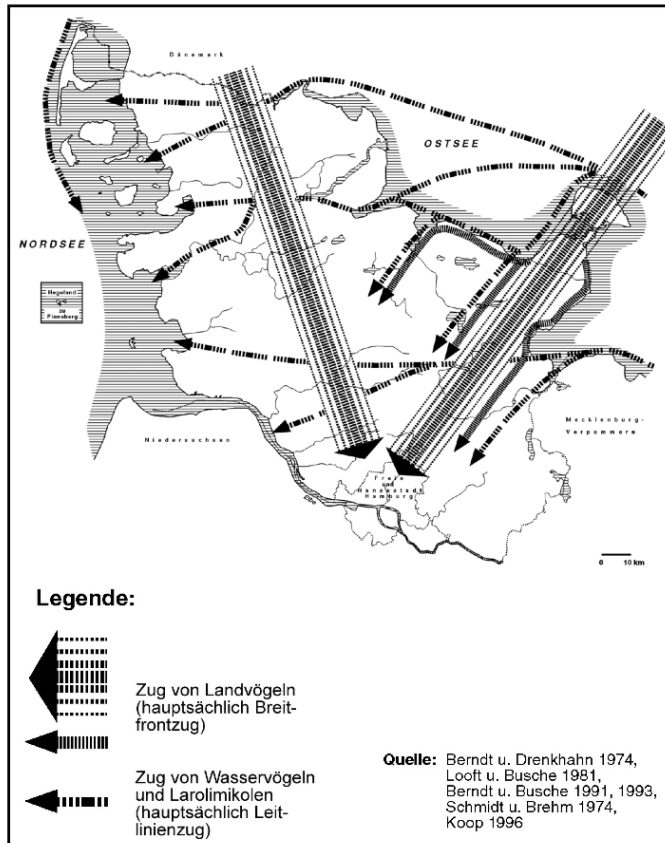 Dänemark
OSTSEE
NORDSEE
Hegeland
zu
Pinneberg
Niedersachsen
Mecklenburg-
Vorpommern
Freie
und
Hansestadt
Hamburg
Elbe
0 10 km
Legende:
Zug von Landvögeln
(hauptsächlich Breit-
frontzug)
Zug von Wasservögeln
und Larolimikolen
(hauptsächlich Leit-
linienzug)
Quelle: Berndt u. Drenkhahn 1974,
Looft u. Busche 1981,
Berndt u. Busche 1991, 1993,
Schmidt u. Brehm 1974,
Koop 1996